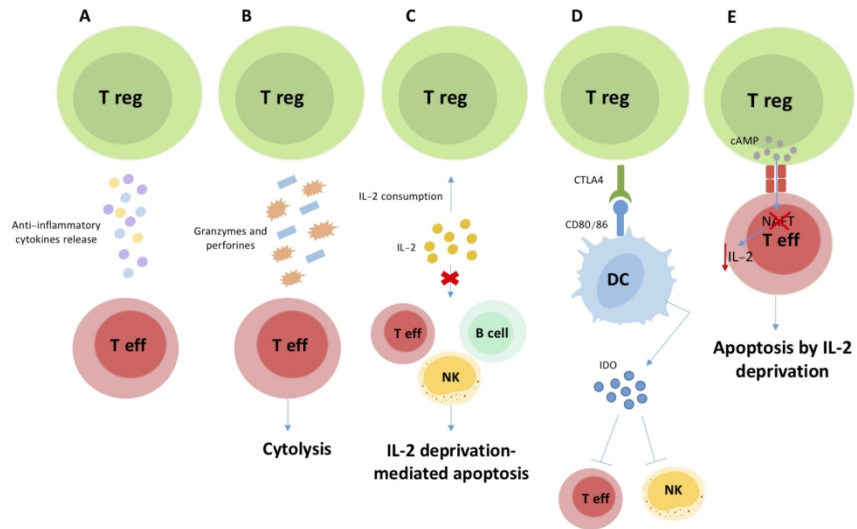 A
B
C
D
E
T reg
T reg
T reg
T reg
T reg
cAMP
Anti-inflammatory
cytokines release
Granzymes and
perforines
IL-2 consumption
IL-2
CTLA4
CD80/86
NAFT
T eff
IL-2
DC
T eff
T eff
T eff
B cell
NK
Apoptosis by IL-2
deprivation
IDO
Cytolysis
IL-2 deprivation-
mediated apoptosis
T eff
NK